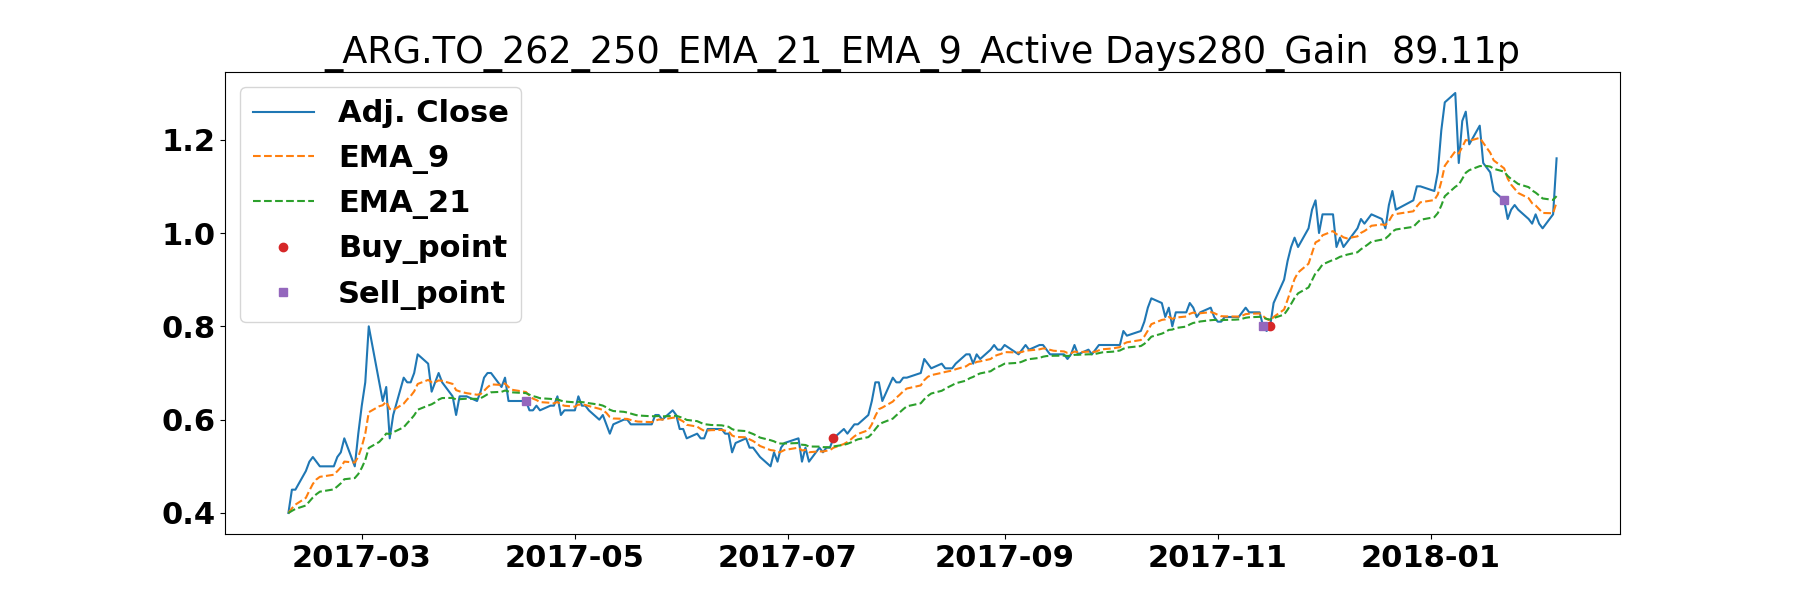 _ARG.TO_262_250_EMA_21_EMA_9_Active Days280_Gain  89.11p
Adj. Close
EMA_9
EMA_21
Buy_point
Sell_point
1.2
1.0
0.8
0.6
0.4
2017-03 2017-05 2017-07 2017-09 2017-11 2018-01